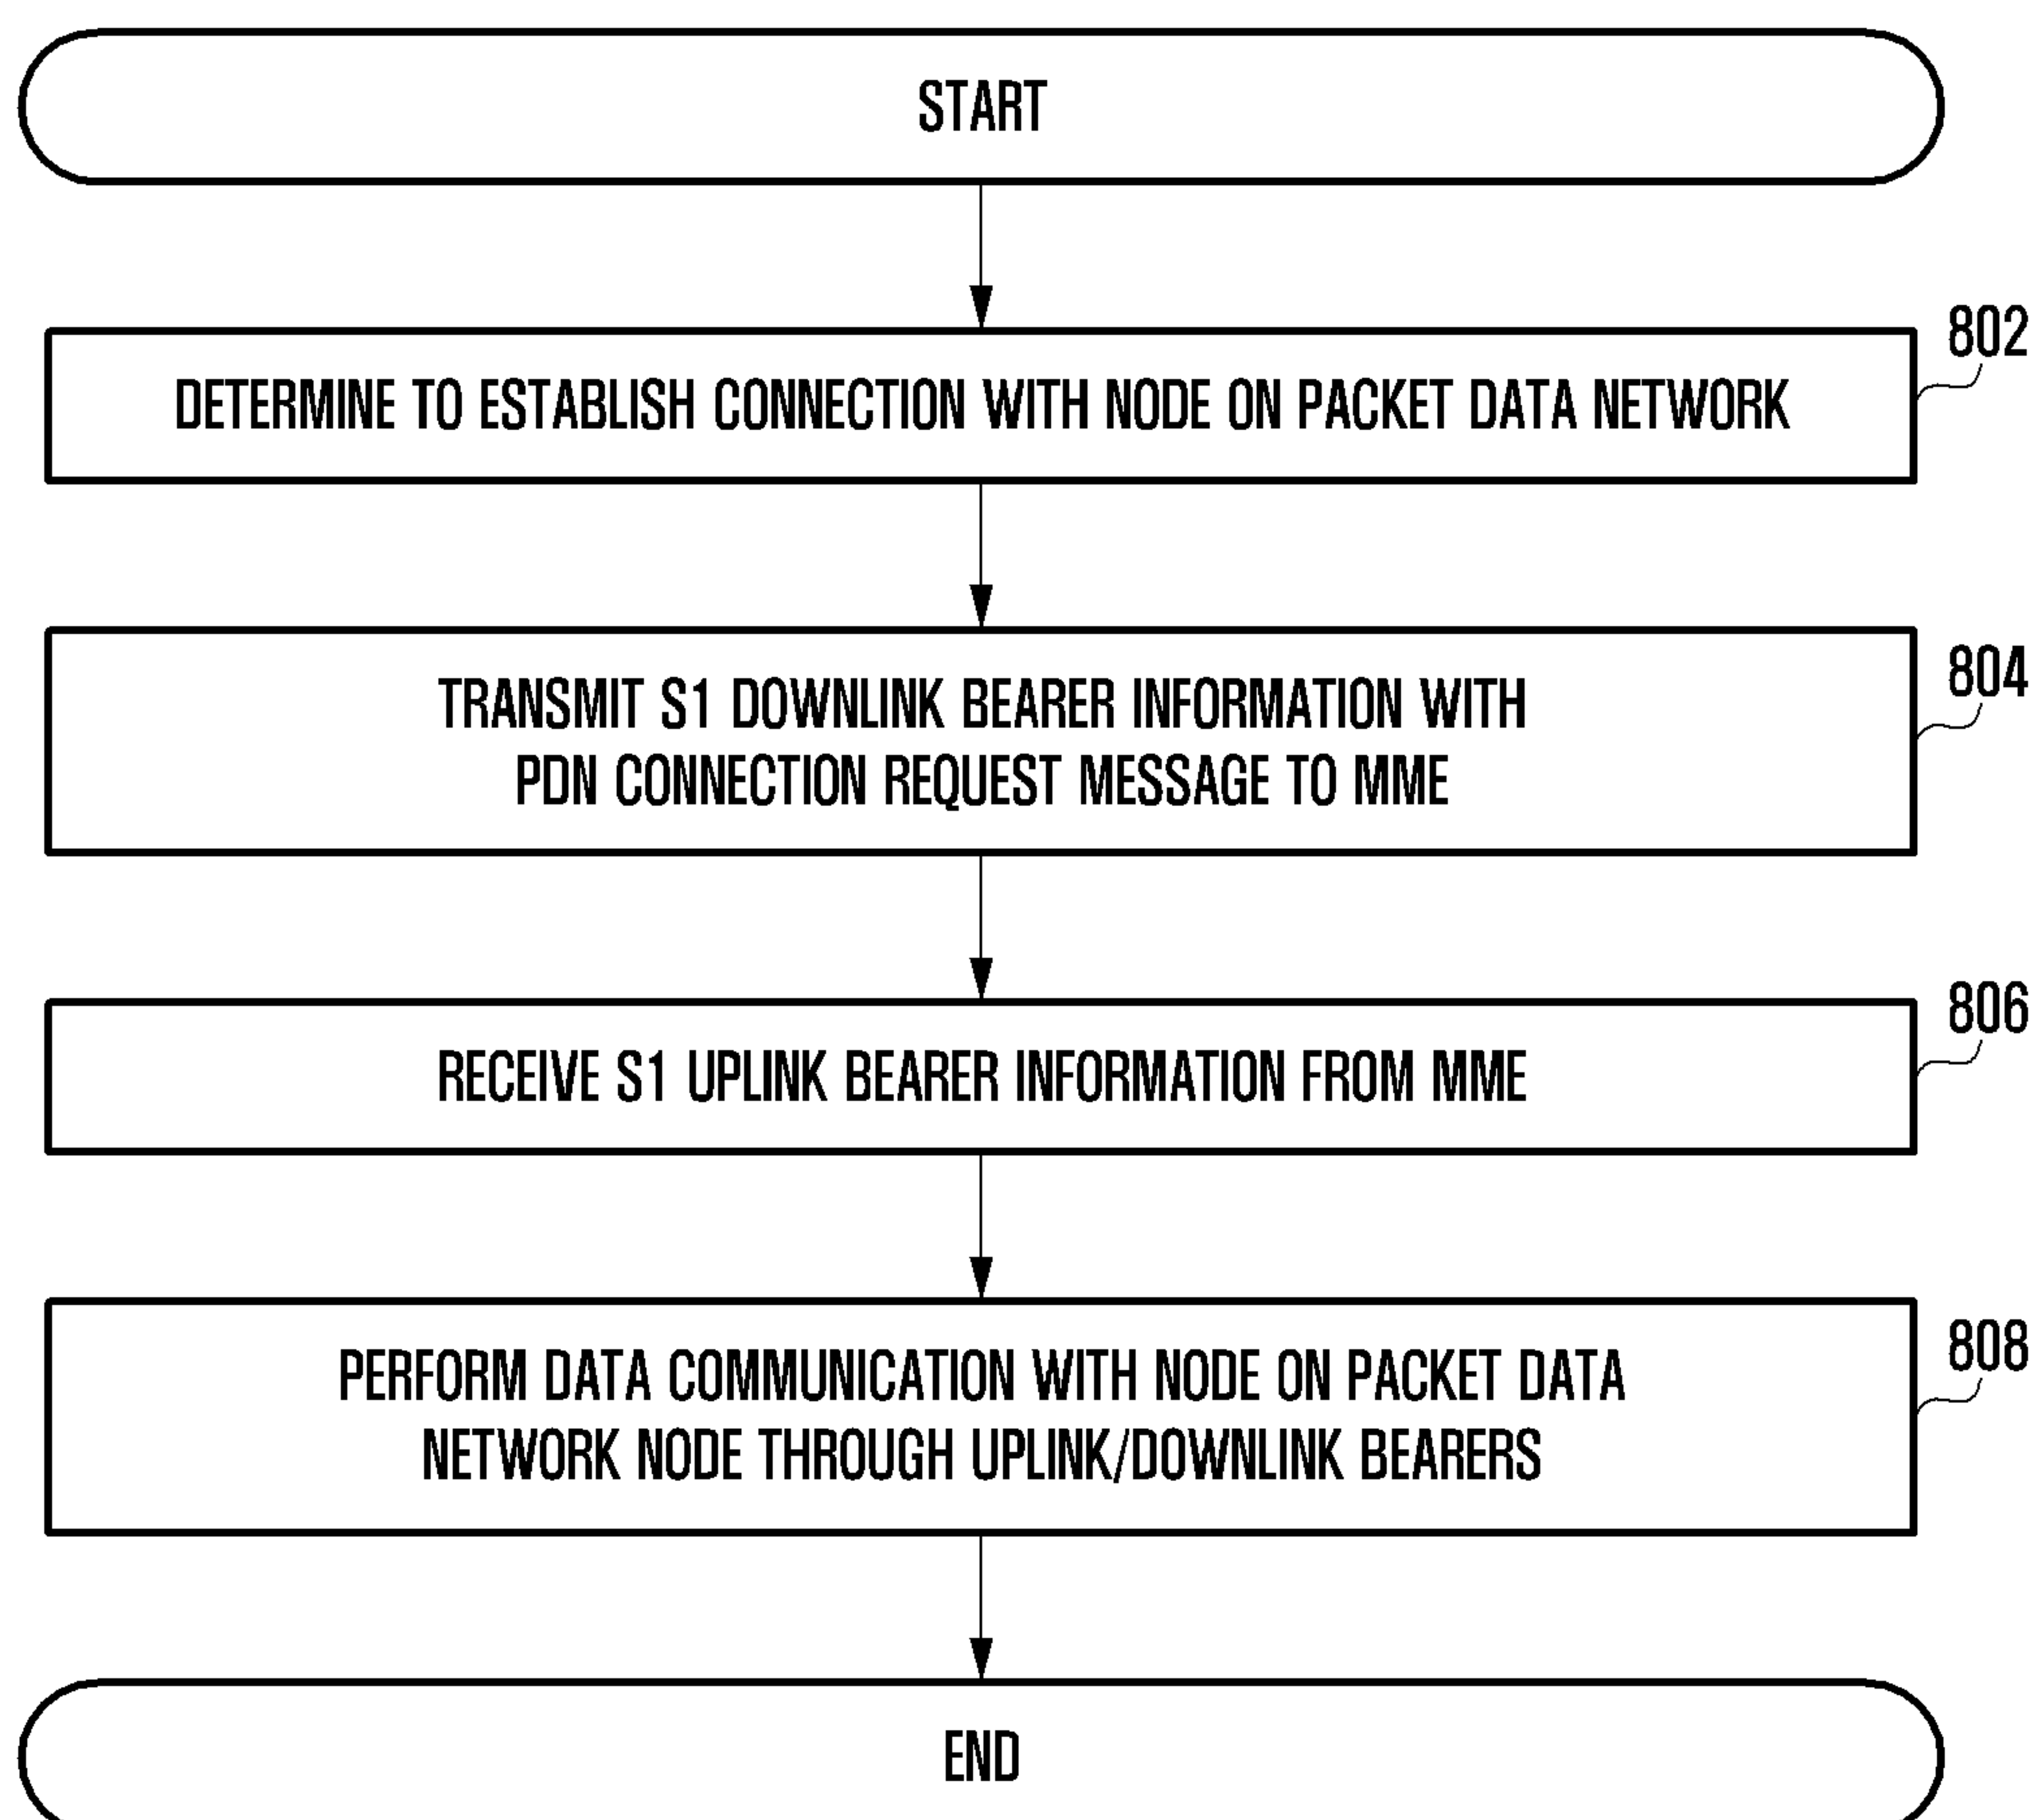 START
802
DETERMINE TO ESTABLISH CONNECTION WITH NODE ON PACKET DATA NETWORK
804
TRANSMIT S1 DOWNLINK BEARER INFORMATION WITH
PDN CONNECTION REQUEST MESSAGE TO MME
806
RECEIVE S1 UPLINK BEARER INFORMATION FROM MME
808
PERFORM DATA COMMUNICATION WITH NODE ON PACKET DATA
NETWORK NODE THROUGH UPLINK/DOWNLINK BEARERS
END